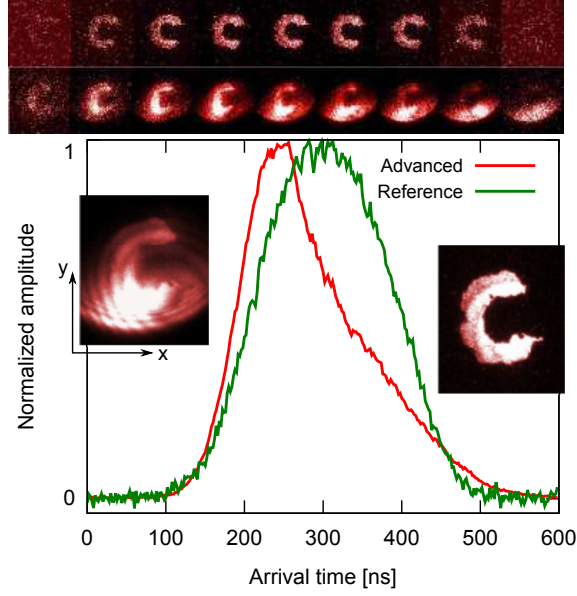 1
Advanced
Reference
y
x
Normalized amplitude
0
0 100 200 300 400 500 600
Arrival time [ns]